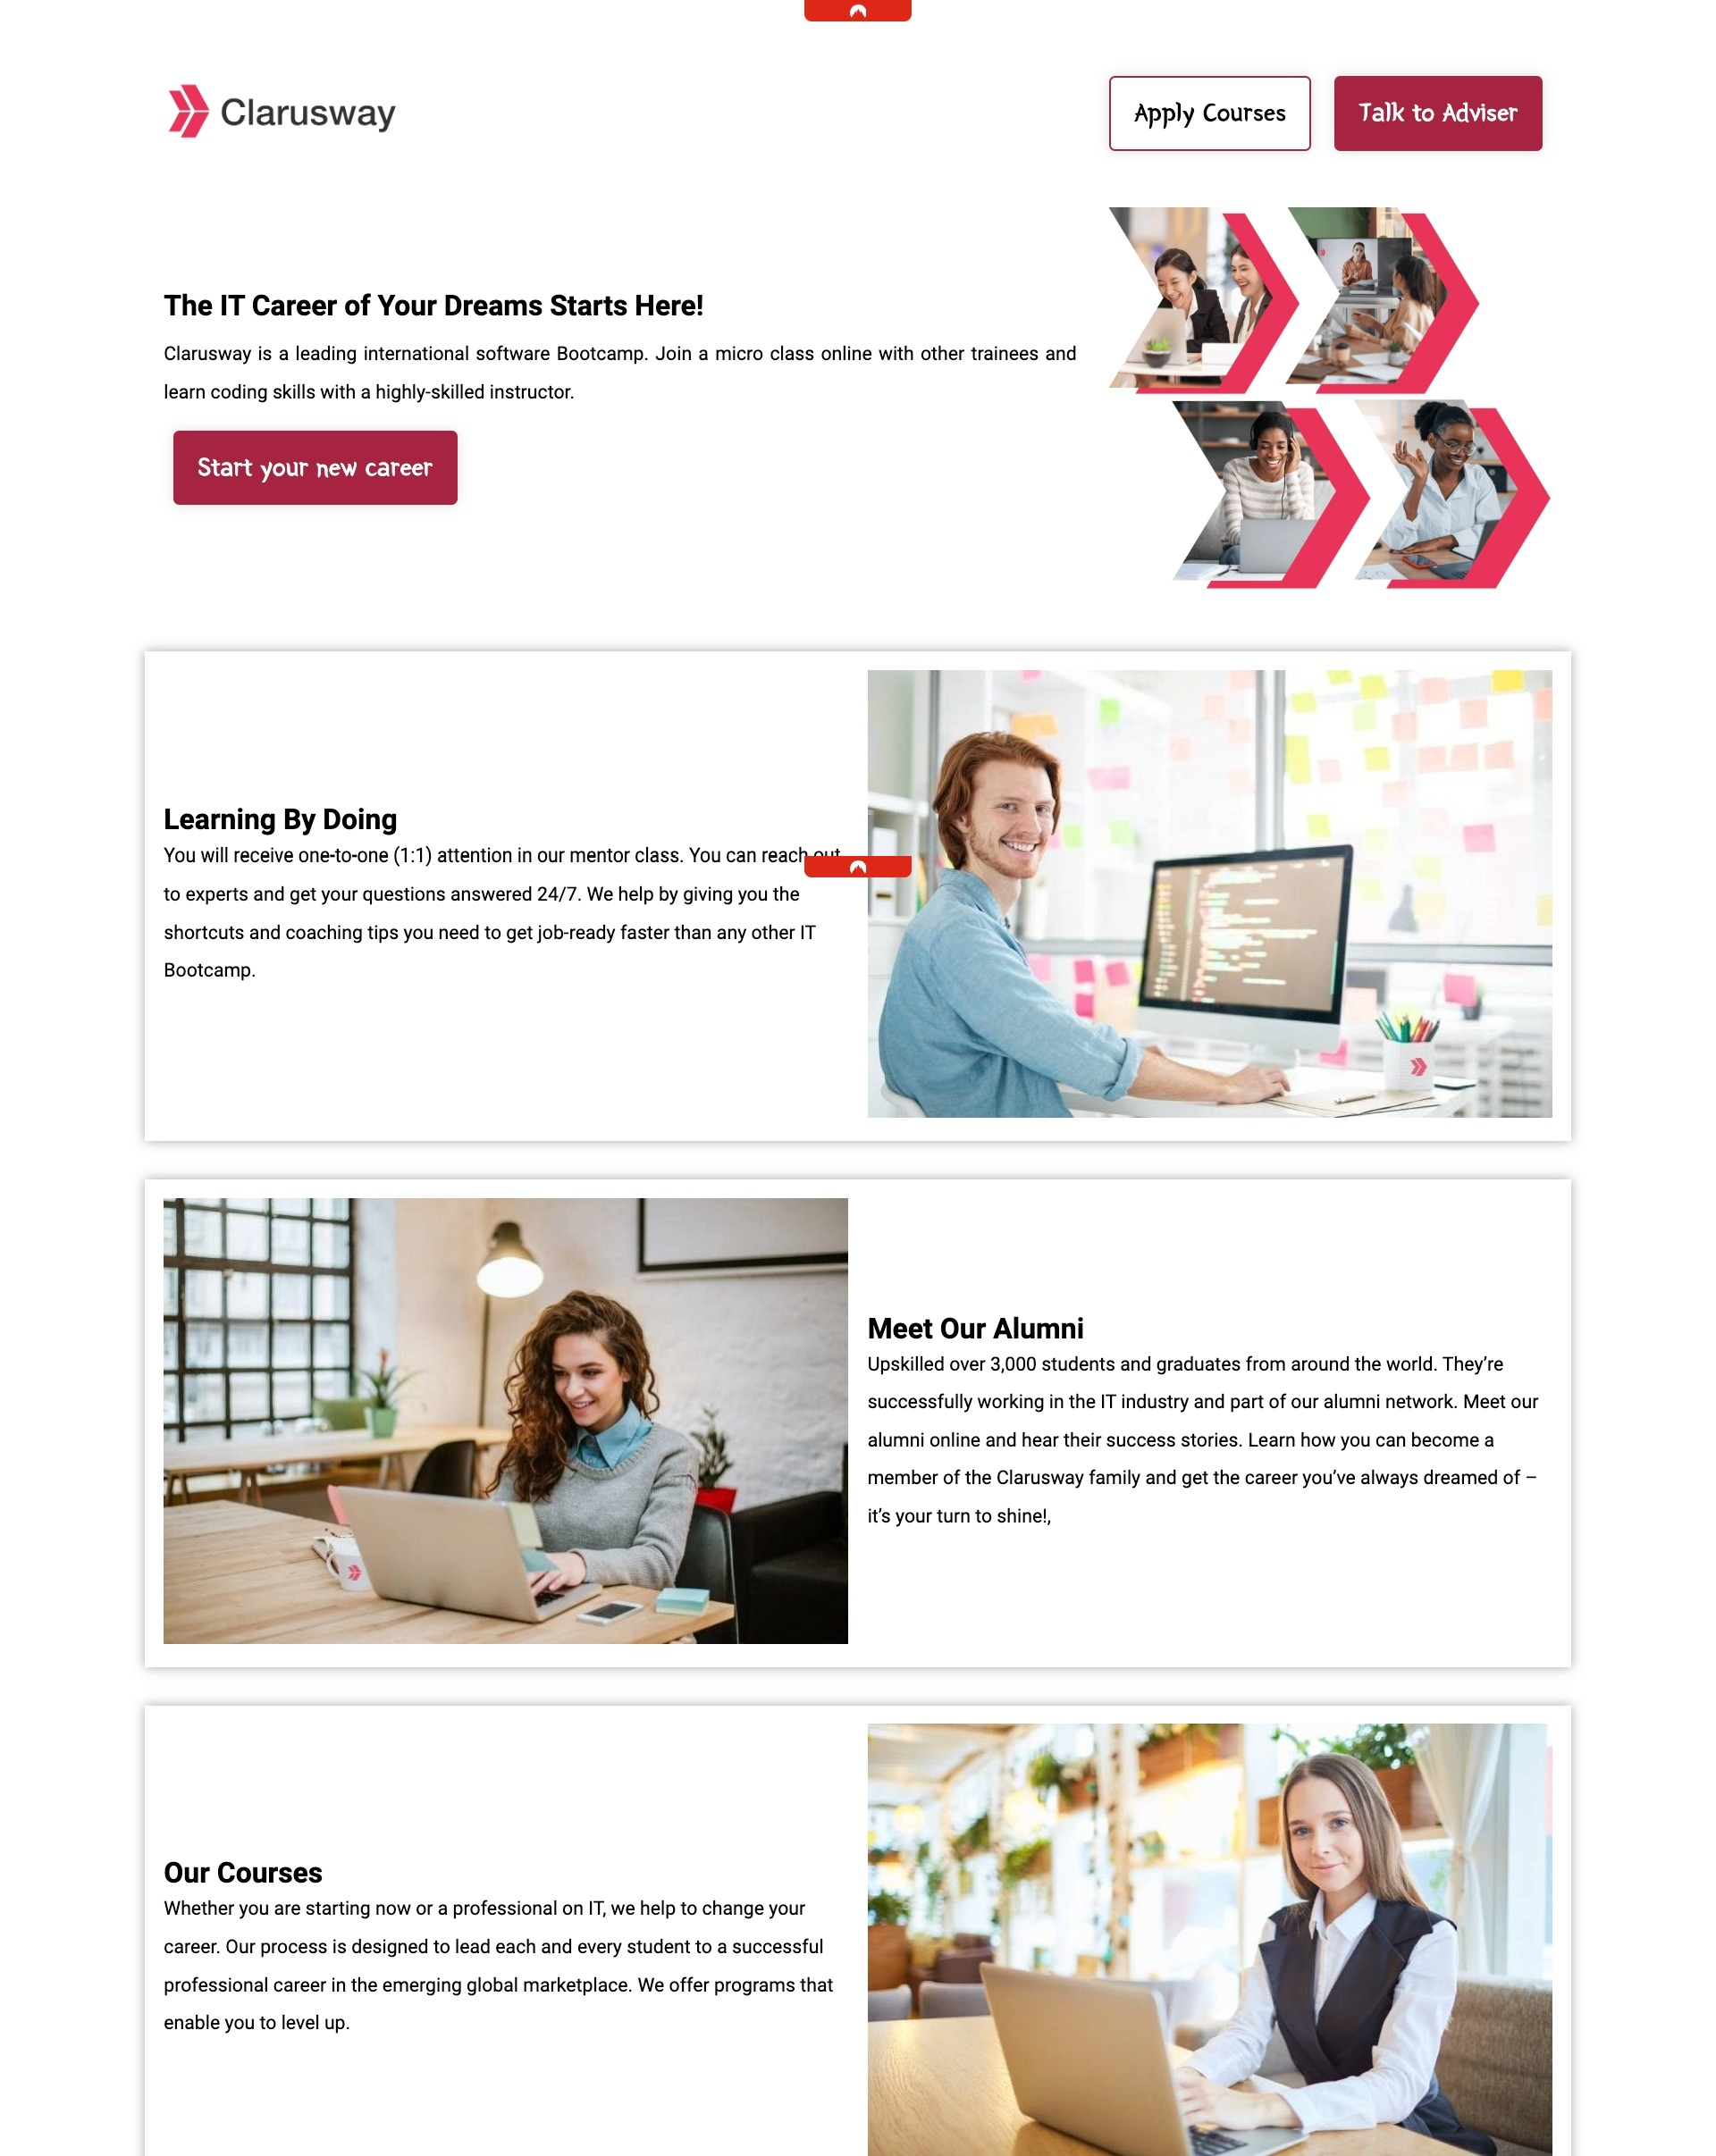 Clarusway
Apply Courses
Talk to Adviser
The IT Career of Your Dreams Starts Here!
Clarusway is a leading international software Bootcamp. Join a micro class online with other trainees and
learn coding skills with a highly-skilled instructor.
Start your new career
Learning By Doing
You will receive one-to-one (1:1) attention in our mentor class. You can reach out
to experts and get your questions answered 24/7. We help by giving you the
shortcuts and coaching tips you need to get job-ready faster than any other IT
Bootcamp.
Meet Our Alumni
Upskilled over 3,000 students and graduates from around the world. They’re
successfully working in the IT industry and part of our alumni network. Meet our
alumni online and hear their success stories. Learn how you can become a
member of the Clarusway family and get the career you’ve always dreamed of –
it’s your turn to shine!,
Our Courses
Whether you are starting now or a professional on IT, we help to change your
career. Our process is designed to lead each and every student to a successful
professional career in the emerging global marketplace. We offer programs that
enable you to level up.